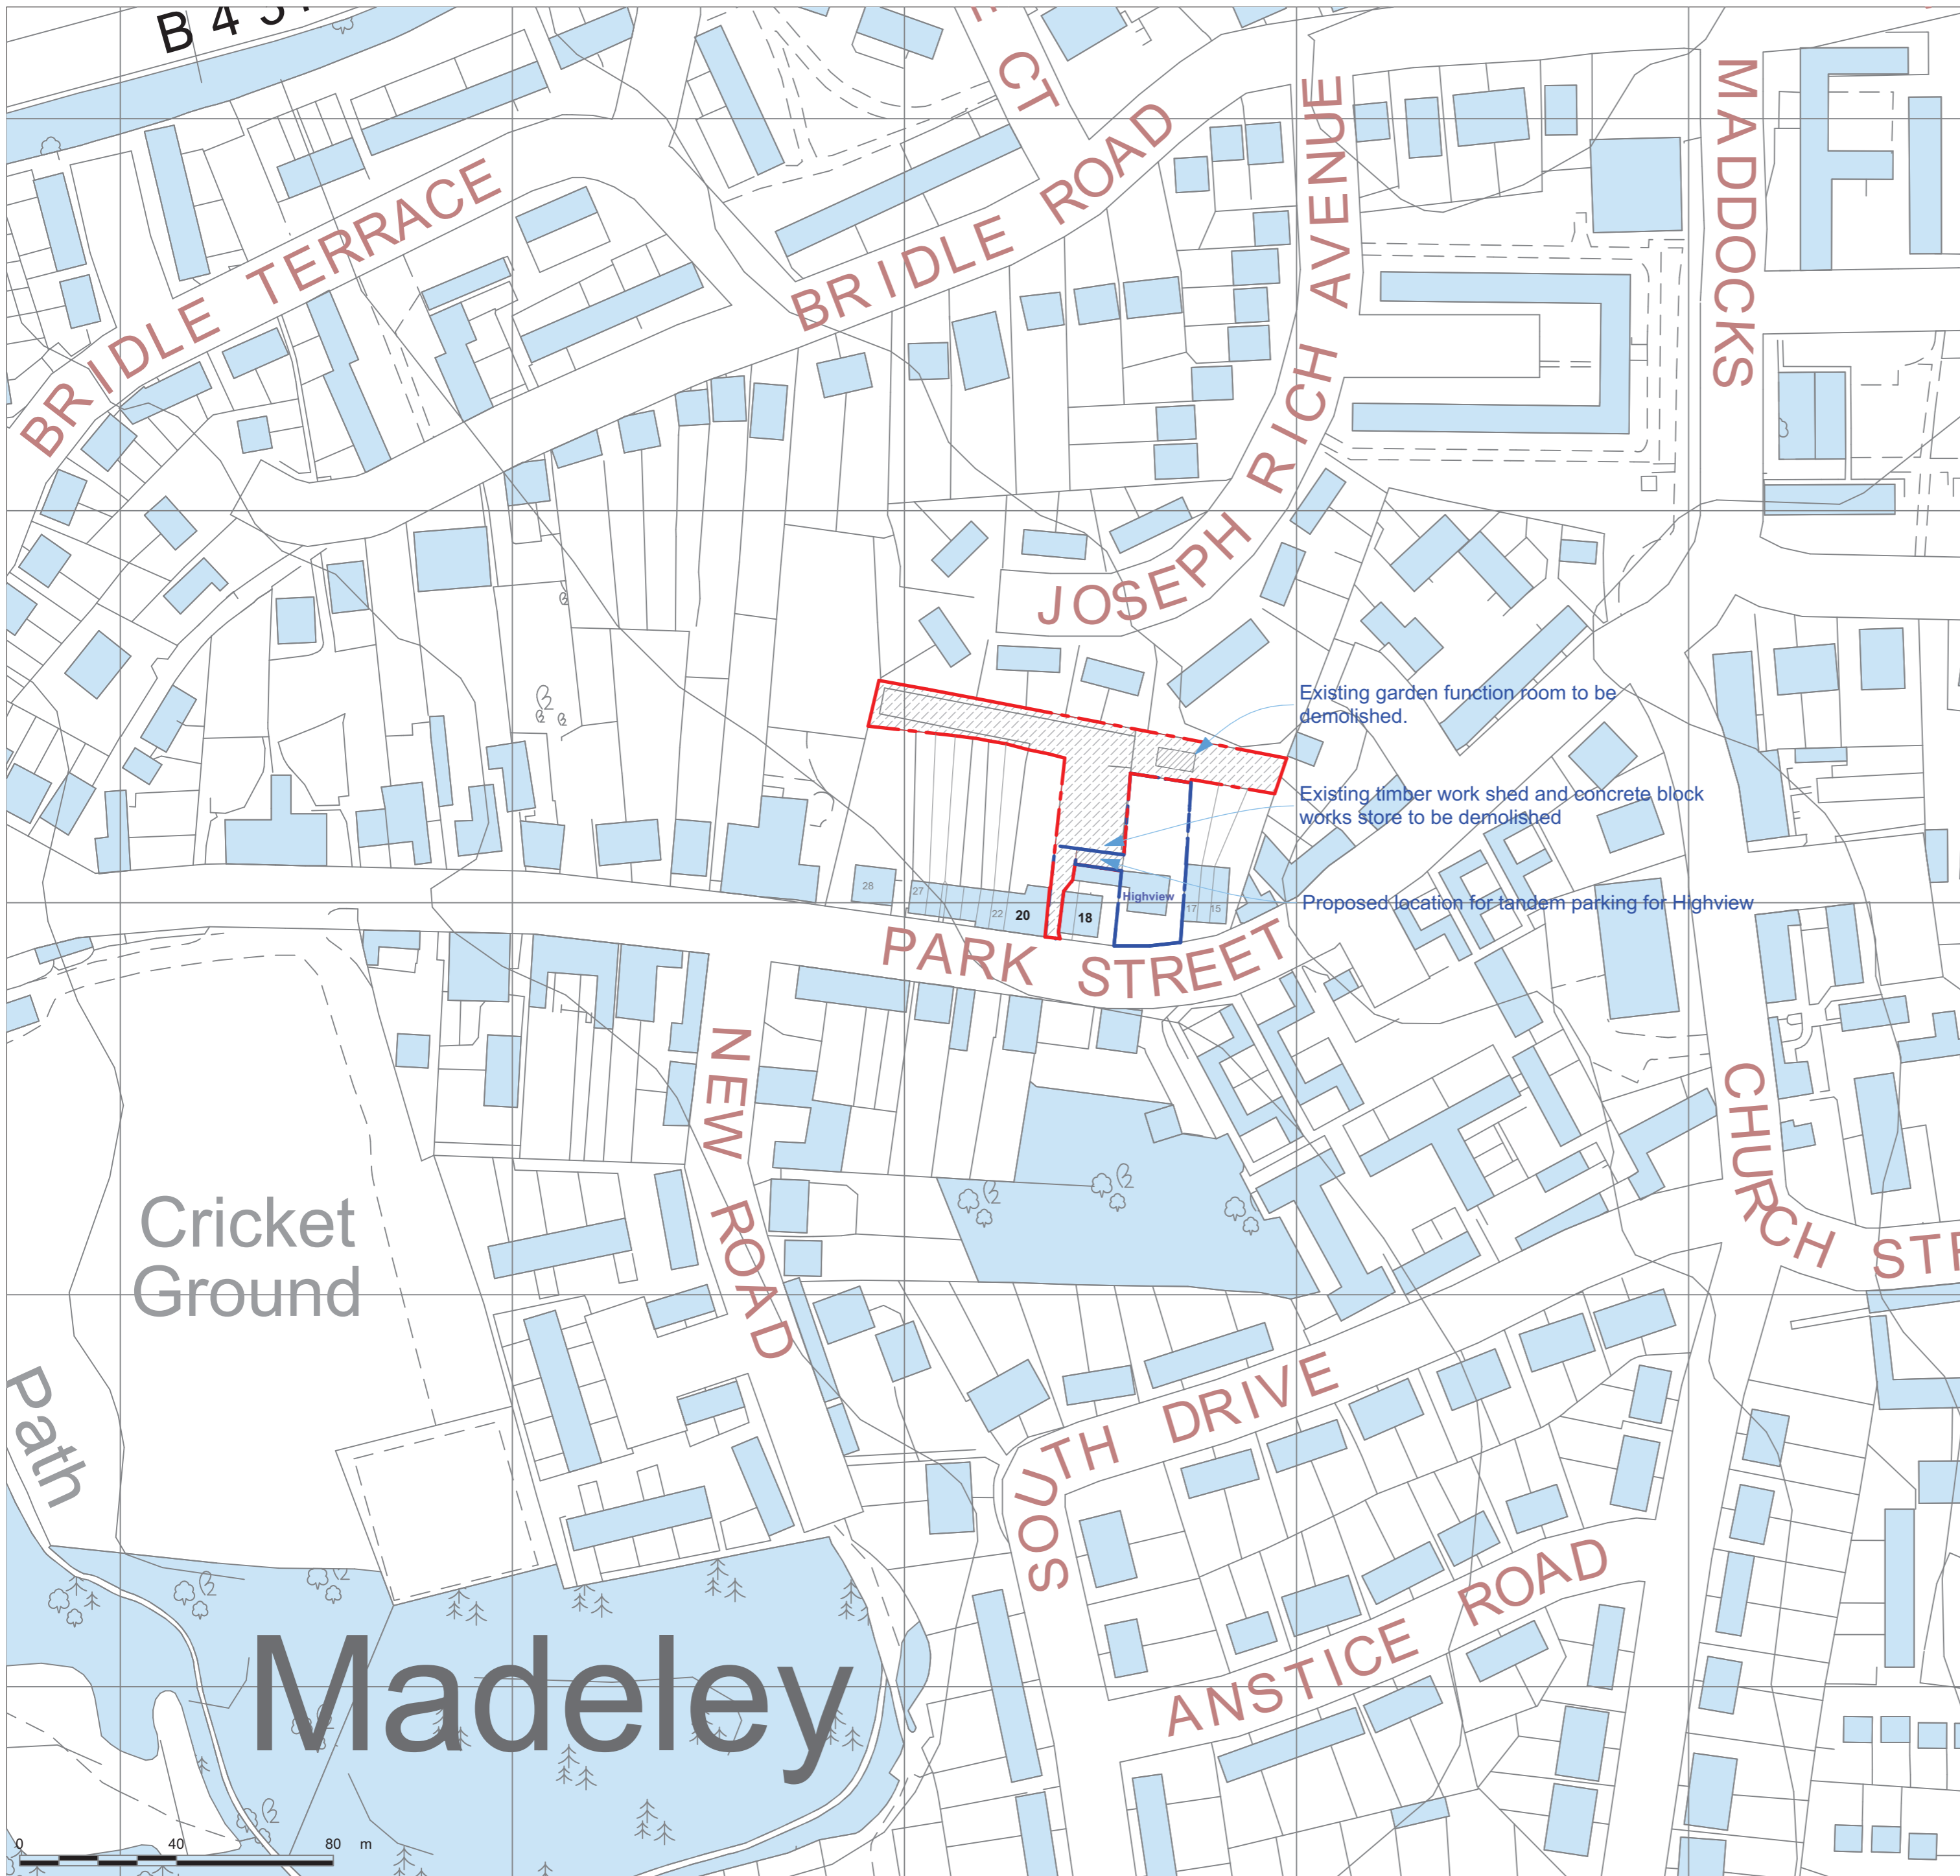 B 4 3
CT
MADDOCKS
BRIDLE TERRACE
BRIDLE ROAD
JOSEPH RICH AVENUE
Existing garden function room to be
demolished.
Existing timber work shed and concrete block
works store to be demolished
Proposed location for tandem parking for Highview
28
27
22
20
18
Highview
17
15
PARK STREET
NEW ROAD
CHURCH STR
Cricket
Ground
Path
SOUTH DRIVE
ANSTICE ROAD
Madeley
0 40 80 m